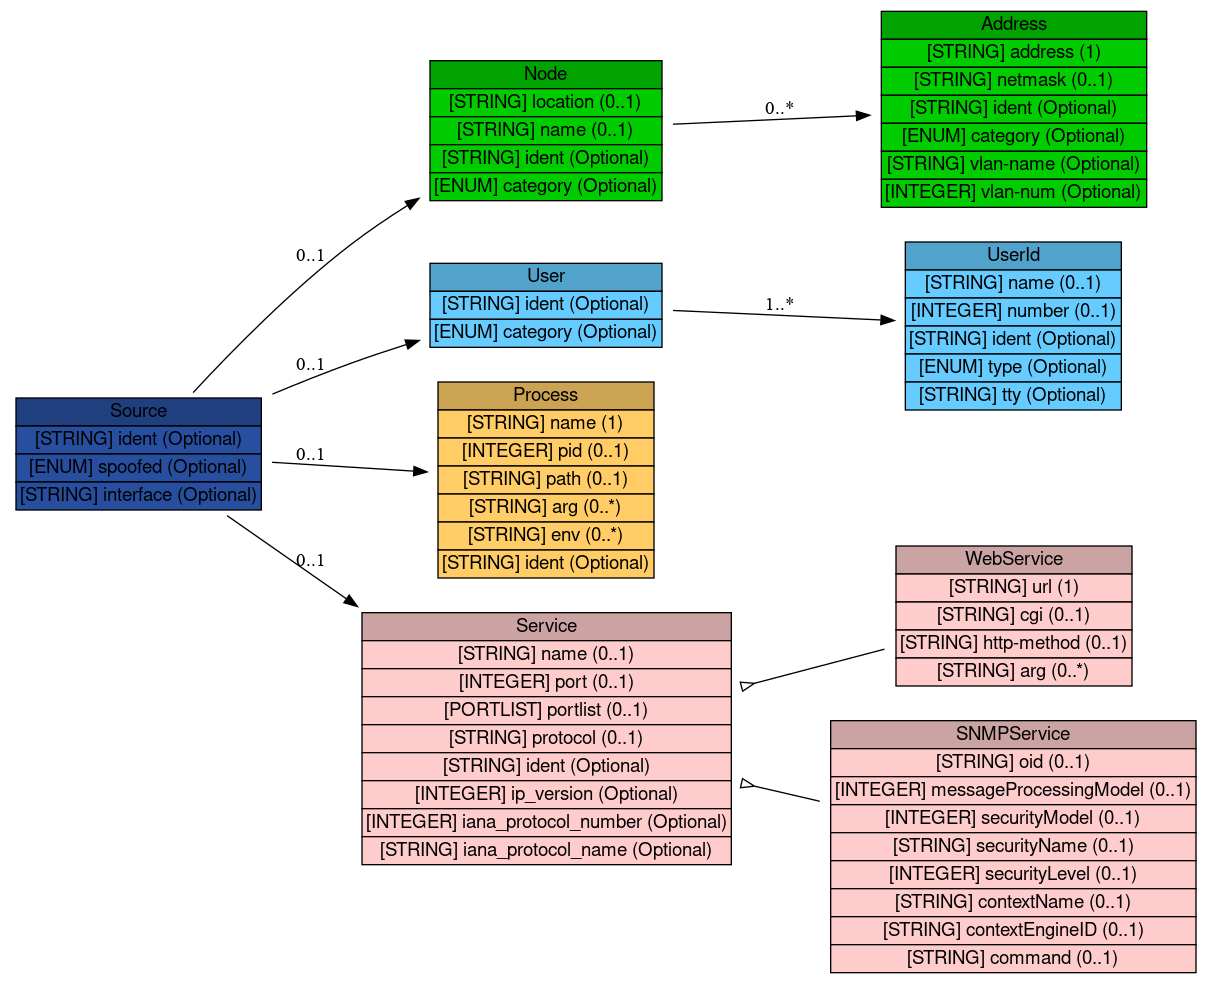 Source
[STRING] ident (Optional)
[ENUM] spoofed (Optional)
[STRING] interface (Optional)
0..1
0..1
0..1
0..1
Node
[STRING] location (0..1)
[STRING] name (0..1)
[STRING] ident (Optional)
[ENUM] category (Optional)
0..*
Address
[STRING] address (1)
[STRING] netmask (0..1)
[STRING] ident (Optional)
[ENUM] category (Optional)
[STRING] vlan-name (Optional)
[INTEGER] vlan-num (Optional)
User
[STRING] ident (Optional)
[ENUM] category (Optional)
1..*
UserId
[STRING] name (0..1)
[INTEGER] number (0..1)
[STRING] ident (Optional)
[ENUM] type (Optional)
[STRING] tty (Optional)
Process
[STRING] name (1)
[INTEGER] pid (0..1)
[STRING] path (0..1)
[STRING] arg (0..*)
[STRING] env (0..*)
[STRING] ident (Optional)
Service
[STRING] name (0..1)
[INTEGER] port (0..1)
[PORTLIST] portlist (0..1)
[STRING] protocol (0..1)
[STRING] ident (Optional)
[INTEGER] ip_version (Optional)
[INTEGER] iana_protocol_number (Optional)
[STRING] iana_protocol_name (Optional)
WebService
[STRING] url (1)
[STRING] cgi (0..1)
[STRING] http-method (0..1)
[STRING] arg (0..*)
SNMPService
[STRING] oid (0..1)
[INTEGER] messageProcessingModel (0..1)
[INTEGER] securityModel (0..1)
[STRING] securityName (0..1)
[INTEGER] securityLevel (0..1)
[STRING] contextName (0..1)
[STRING] contextEngineID (0..1)
[STRING] command (0..1)